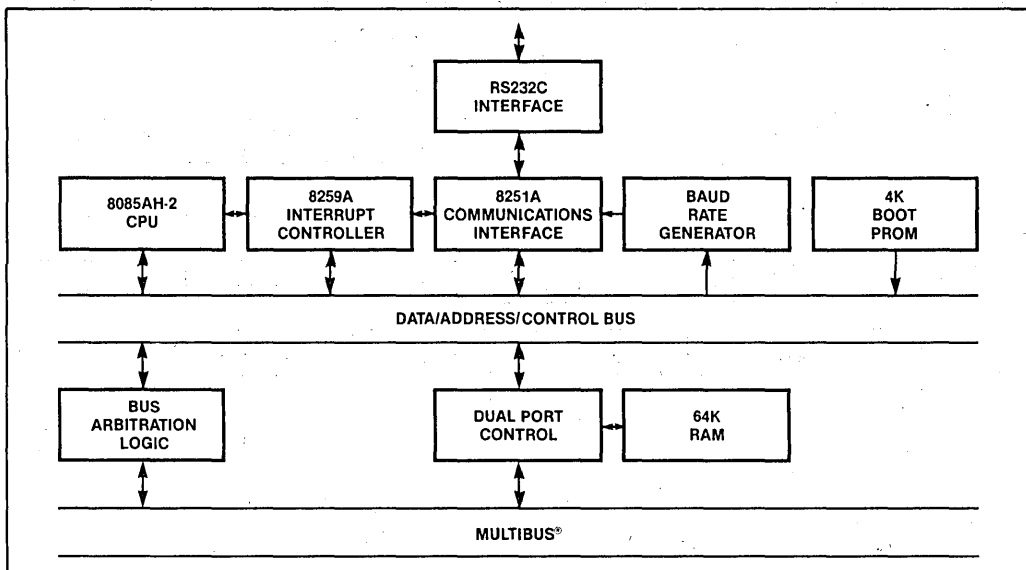 RS232C
INTERFACE
8085AH-2
CPU
8259A
INTERRUPT
CONTROLLER
8251A
COMMUNICATIONS
INTERFACE
BAUD
RATE
GENERATOR
4K
BOOT
PROM
DATA/ADDRESS/CONTROL BUS
BUS
ARBITRATION
LOGIC
DUAL PORT
CONTROL
64K
RAM
MULTIBUS®